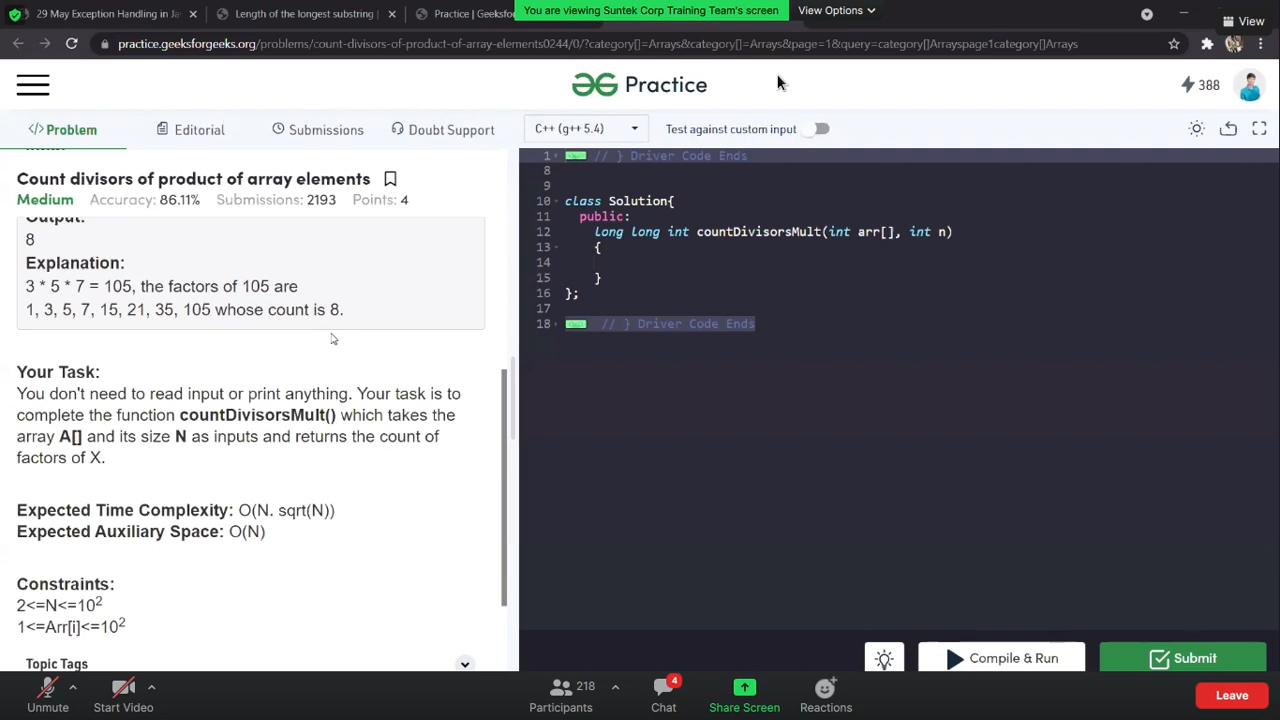 29 May Exception Handling in Ja
Length of the longest substring |
Practice | Geeksfo
You are viewing Suntek Corp Training Team's screen
View Options
View
practice.geeksforgeeks.org/problems/count-divisors-of-product-of-array-elements0244/0/?category[]=Arrays&category[]=Arrays&page=1&query=category[]Arrayspage1category[]Arrays
Practice
388
</>Problem
Editorial
Submissions
Doubt Support
C++ (g++ 5.4)
Test against custom input
Count divisors of product of array elements
Medium Accuracy: 86.11% Submissions: 2193 Points: 4
Output:
8
Explanation:
3 * 5 * 7 = 105, the factors of 105 are
1, 3, 5, 7, 15, 21, 35, 105 whose count is 8.
Your Task:
You don't need to read input or print anything. Your task is to
complete the function countDivisorsMult() which takes the
array A[] and its size N as inputs and returns the count of
factors of X.
Expected Time Complexity: O(N. sqrt(N))
Expected Auxiliary Space: O(N)
Constraints:
2<=N<=10²
1<=Arr[i]<=10²
Topic Tags
1 // } Driver Code Ends
8
9
10 class Solution{
11 public:
12 long long int countDivisorsMult(int arr[], int n)
13 {
14
15 }
16 };
17
18 // } Driver Code Ends
Compile & Run
Submit
Unmute
Start Video
218
Participants
4
Chat
Share Screen
Reactions
Leave